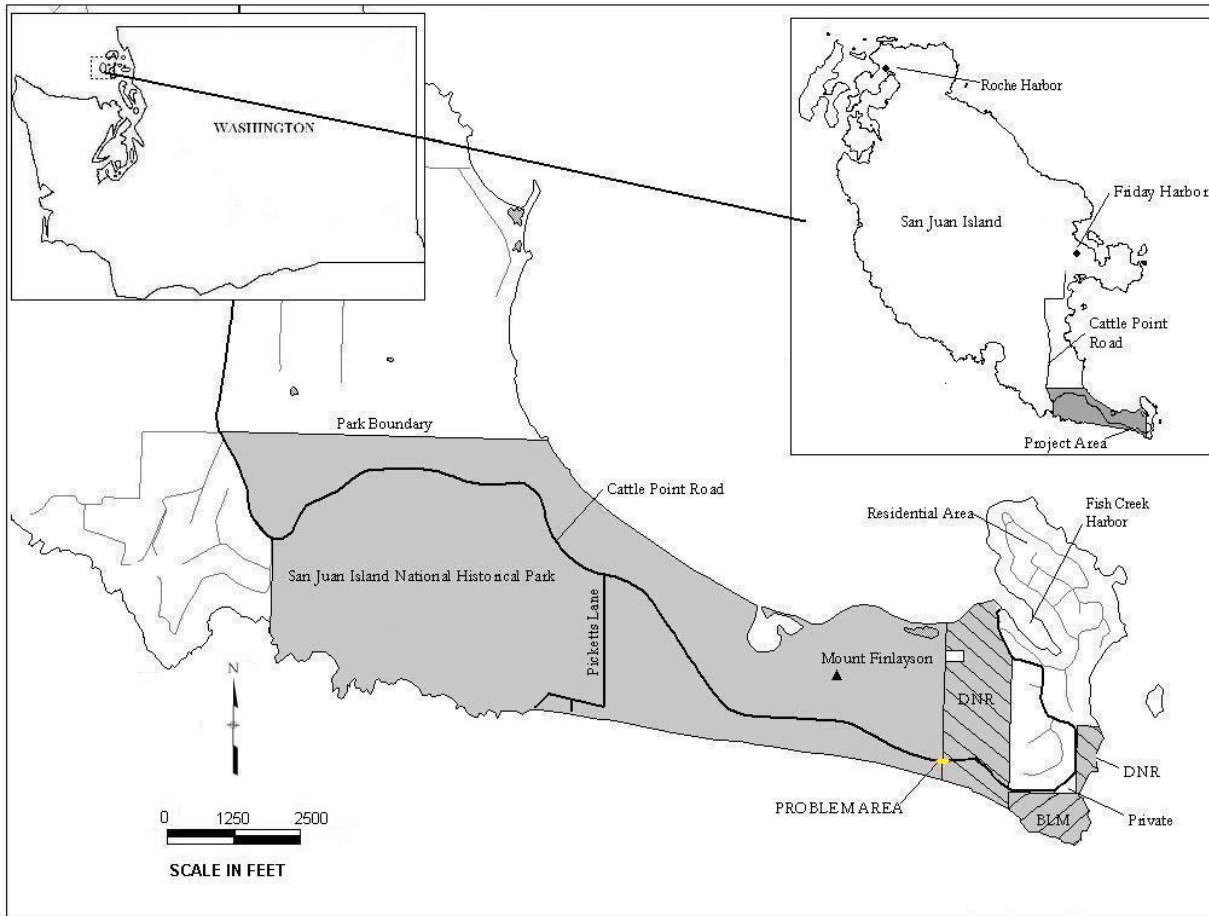 WASHINGTON
Roche Harbor
Friday Harbor
San Juan Island
Cattle Point
Road
Project Area
Park Boundary
Cattle Point Road
Residential Area
Fish Creek
Harbor
San Juan Island National Historical Park
Picketts Lane
Mount Finlayson
DNR
N
DNR
PROBLEM AREA
BLM
Private
0 1250 2500
SCALE IN FEET